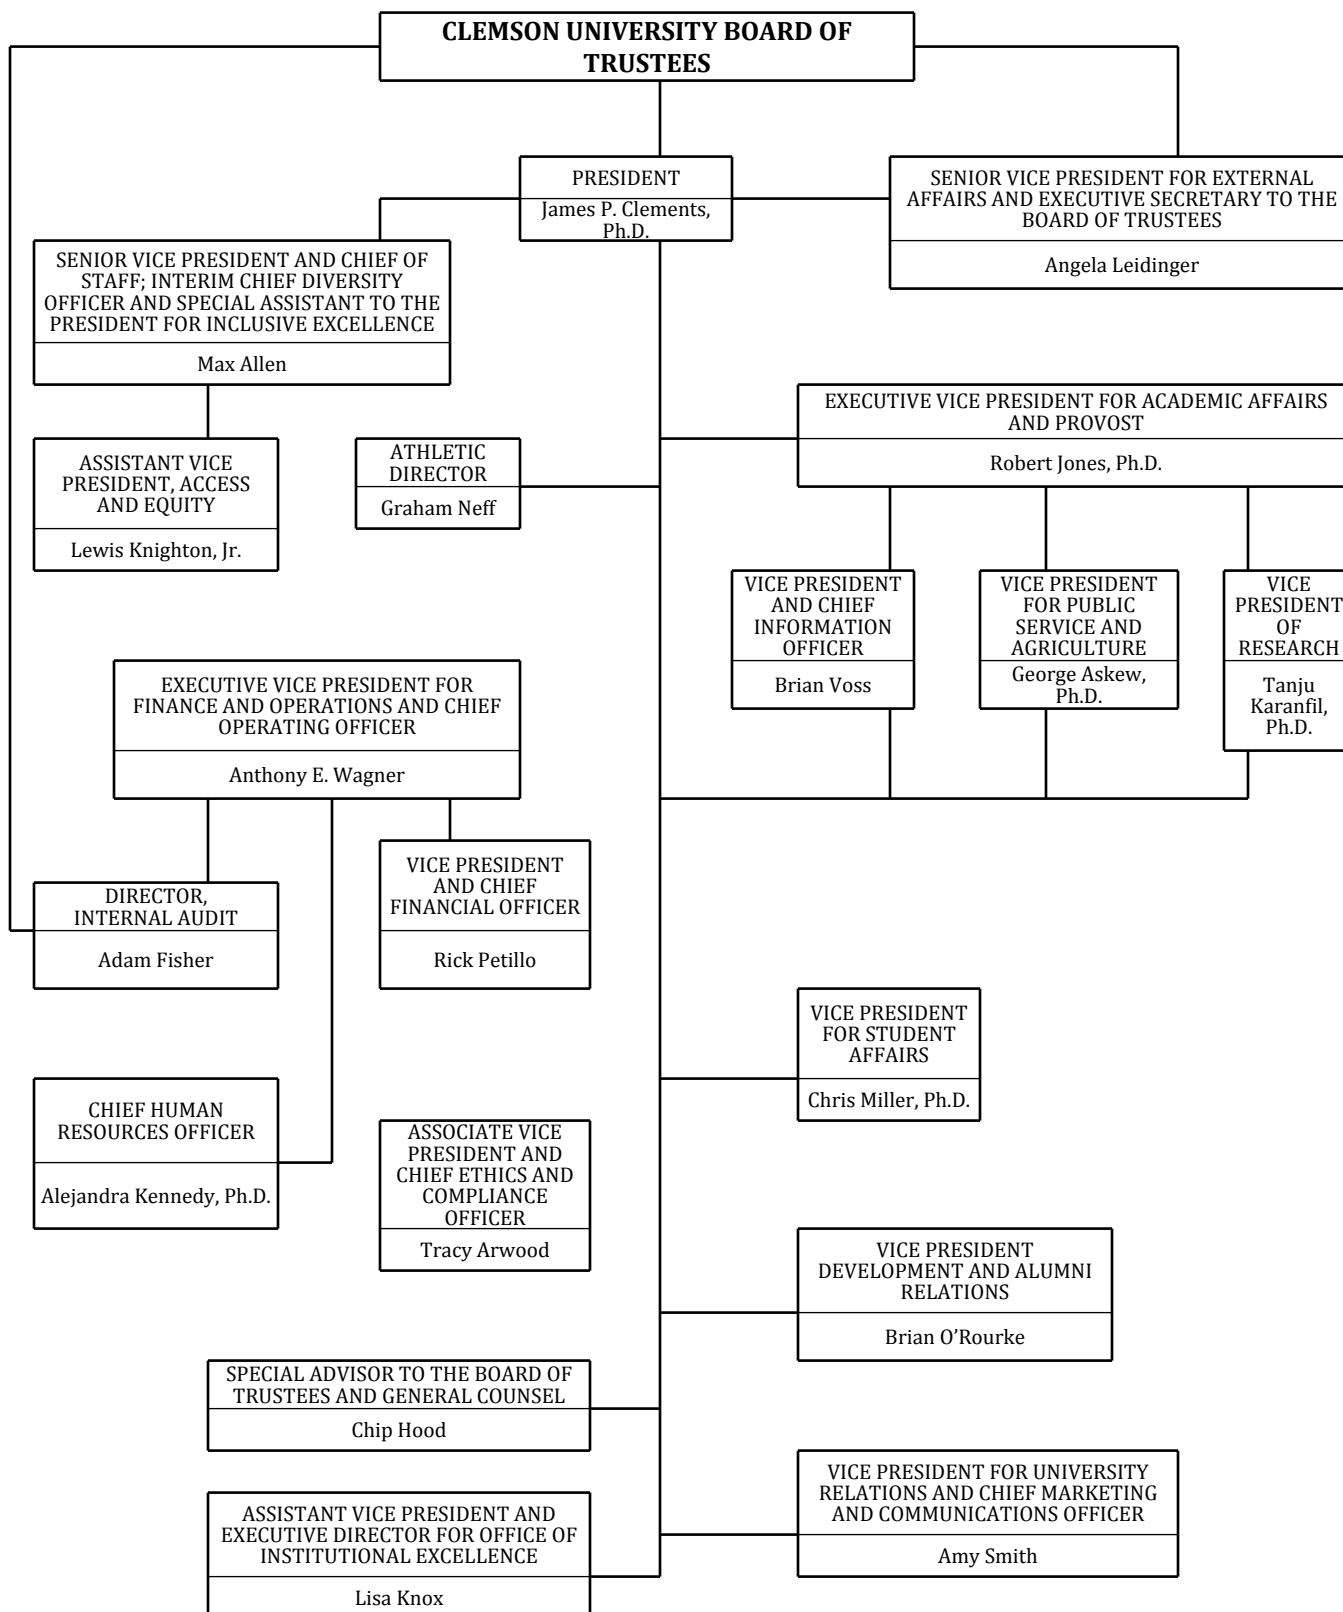 CLEMSON UNIVERSITY BOARD OF
TRUSTEES
PRESIDENT
James P. Clements,
Ph.D.
SENIOR VICE PRESIDENT FOR EXTERNAL
AFFAIRS AND EXECUTIVE SECRETARY TO THE
BOARD OF TRUSTEES
Angela Leidinger
SENIOR VICE PRESIDENT AND CHIEF OF
STAFF; INTERIM CHIEF DIVERSITY
OFFICER AND SPECIAL ASSISTANT TO THE
PRESIDENT FOR INCLUSIVE EXCELLENCE
Max Allen
EXECUTIVE VICE PRESIDENT FOR ACADEMIC AFFAIRS
AND PROVOST
Robert Jones, Ph.D.
ASSISTANT VICE
PRESIDENT, ACCESS
AND EQUITY
Lewis Knighton, Jr.
ATHLETIC
DIRECTOR
Graham Neff
VICE PRESIDENT
AND CHIEF
INFORMATION
OFFICER
Brian Voss
VICE PRESIDENT
FOR PUBLIC
SERVICE AND
AGRICULTURE
George Askew,
Ph.D.
VICE
PRESIDENT
OF
RESEARCH
Tanju
Karanfil,
Ph.D.
EXECUTIVE VICE PRESIDENT FOR
FINANCE AND OPERATIONS AND CHIEF
OPERATING OFFICER
Anthony E. Wagner
DIRECTOR,
INTERNAL AUDIT
Adam Fisher
VICE PRESIDENT
AND CHIEF
FINANCIAL OFFICER
Rick Petillo
VICE PRESIDENT
FOR STUDENT
AFFAIRS
Chris Miller, Ph.D.
CHIEF HUMAN
RESOURCES OFFICER
Alejandra Kennedy, Ph.D.
ASSOCIATE VICE
PRESIDENT AND
CHIEF ETHICS AND
COMPLIANCE
OFFICER
Tracy Arwood
VICE PRESIDENT
DEVELOPMENT AND ALUMNI
RELATIONS
Brian O’Rourke
SPECIAL ADVISOR TO THE BOARD OF
TRUSTEES AND GENERAL COUNSEL
Chip Hood
VICE PRESIDENT FOR UNIVERSITY
RELATIONS AND CHIEF MARKETING
AND COMMUNICATIONS OFFICER
Amy Smith
ASSISTANT VICE PRESIDENT AND
EXECUTIVE DIRECTOR FOR OFFICE OF
INSTITUTIONAL EXCELLENCE
Lisa Knox